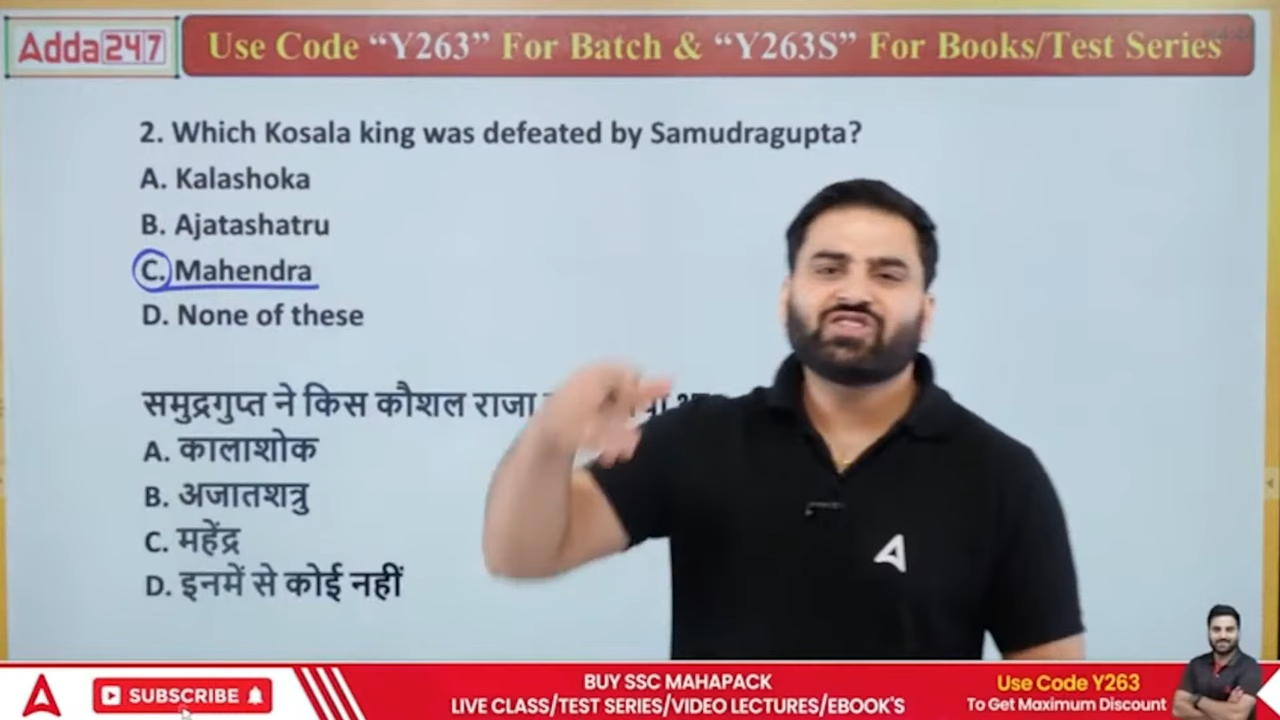 Adda247
Use Code “Y263” For Batch & “Y263S” For Books/Test Series
2. Which Kosala king was defeated by Samudragupta?
A. Kalashoka
B. Ajatashatru
C. Mahendra
D. None of these
समुद्रगुप्त ने किस कौशल राजा
A. कालाशोक
B. अजातशत्रु
C. महेंद्र
D. इनमें से कोई नहीं
SUBSCRIBE
BUY SSC MAHAPACK
LIVE CLASS/TEST SERIES/VIDEO LECTURES/EBOOK'S
Use Code Y263
To Get Maximum Discount